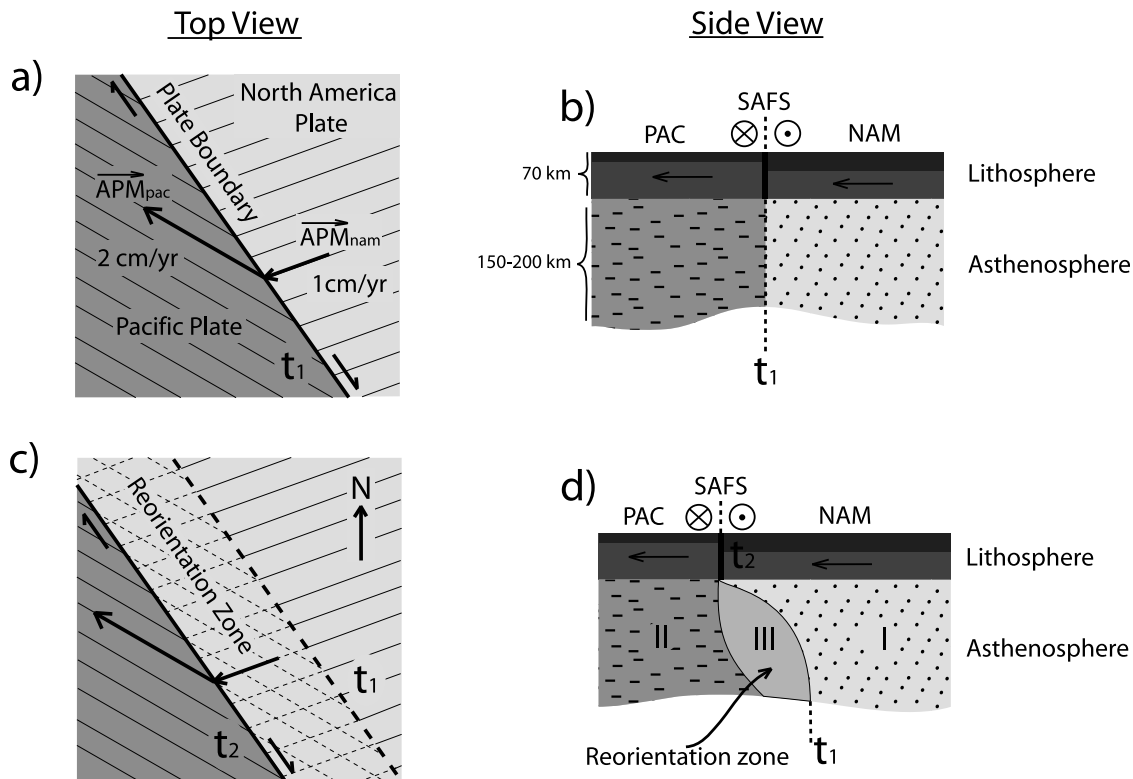 Top View
Side View
a)
North America
Plate
Plate Boundary
APMpac
APMnam
2 cm/yr
1cm/yr
Pacific Plate
t1
b)
SAFS
PAC
NAM
70 km
Lithosphere
150-200 km
Asthenosphere
t1
c)
N
Reorientation Zone
t1
t2
d)
SAFS
PAC
NAM
t2
Lithosphere
II
III
I
Asthenosphere
Reorientation zone
t1